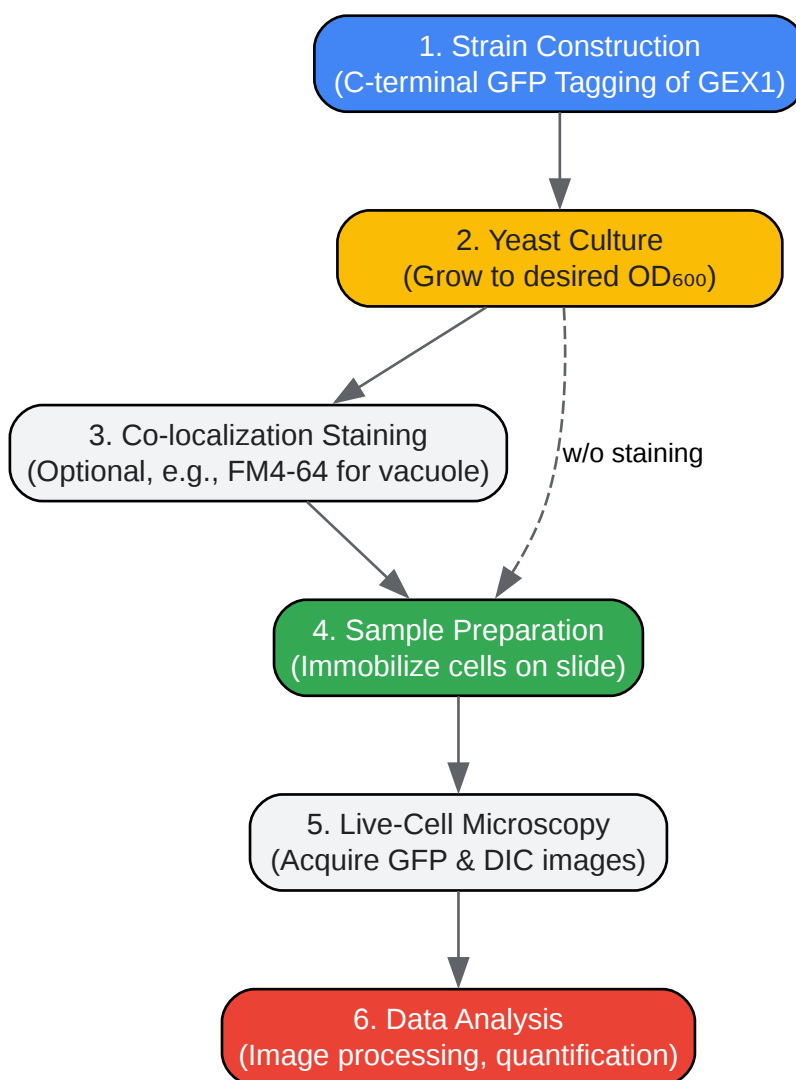 1. Strain Construction
(C-terminal GFP Tagging of GEX1)
2. Yeast Culture
(Grow to desired OD₆₀₀)
3. Co-localization Staining
(Optional, e.g., FM4-64 for vacuole)
w/o staining
4. Sample Preparation
(Immobilize cells on slide)
5. Live-Cell Microscopy
(Acquire GFP & DIC images)
6. Data Analysis
(Image processing, quantification)